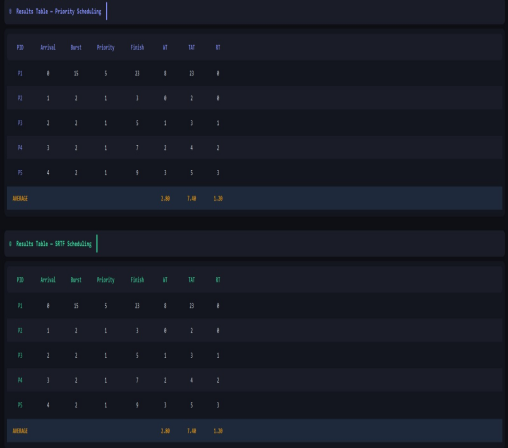 Results Table — Priority Scheduling
PID Arrival Burst Priority Finish WT TAT RT
P1 0 15 5 23 8 23 0
P2 1 2 1 3 0 2 0
P3 2 2 1 5 1 3 1
P4 3 2 1 7 2 4 2
P5 4 2 1 9 3 5 3
AVERAGE 2.80 7.40 1.20
Results Table — SRTF Scheduling
PID Arrival Burst Priority Finish WT TAT RT
P1 0 15 5 23 8 23 0
P2 1 2 1 3 0 2 0
P3 2 2 1 5 1 3 1
P4 3 2 1 7 2 4 2
P5 4 2 1 9 3 5 3
AVERAGE 2.80 7.40 1.20